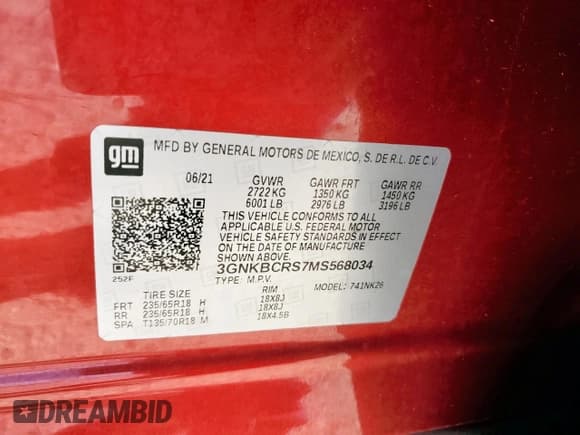 gm
MFD BY GENERAL MOTORS DE MEXICO, S. DE R.L. DE C.V.
06/21 GVWR GAWR FRT GAWR RR
2722 KG 1350 KG 1450 KG
6001 LB 2976 LB 3196 LB
THIS VEHICLE CONFORMS TO ALL
APPLICABLE U.S. FEDERAL MOTOR
VEHICLE SAFETY STANDARDS IN
EFFECT ON THE DATE OF MANUFACTURE
SHOWN ABOVE.
3GNKBCRS7MS568034
252F
TYPE: M.P.V. MODEL: 741NK26
TIRE SIZE RIM
FRT 235/65R18 H 18X8J
RR 235/65R18 H 18X8J
SPA T135/70R18 M 18X4.5B
DREAMBID